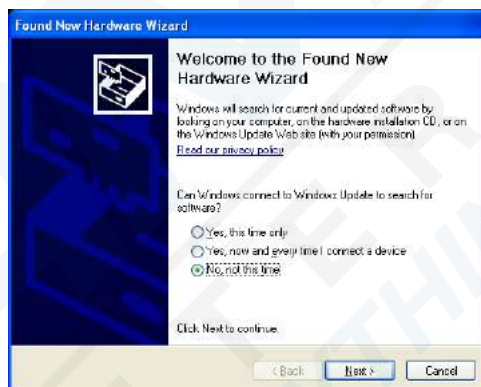 Found New Hardware Wizard
Welcome to the Found New
Hardware Wizard
Windows will search for current and updated software by
looking on your computer, on the hardware installation CD, or on
the Windows Update Web site (with your permission).
Read our privacy policy
Can Windows connect to Windows Update to search for
software?
Yes, this time only
Yes, now and every time I connect a device
No, not this time
Click Next to continue.
< Back
Next >
Cancel